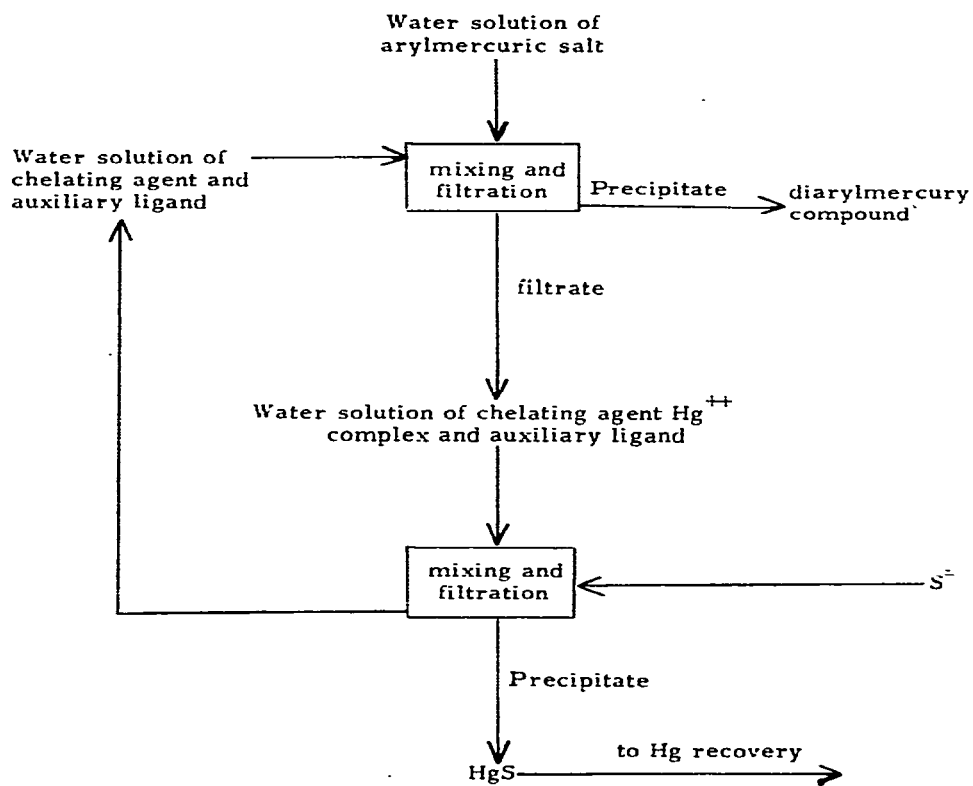 Water solution of
arylmercuric salt
Water solution of
chelating agent and
auxiliary ligand
mixing and
filtration
Precipitate
diarylmercury
compound
filtrate
Water solution of chelating agent Hg⁺⁺
complex and auxiliary ligand
mixing and
filtration
S⁼
Precipitate
to Hg recovery
HgS